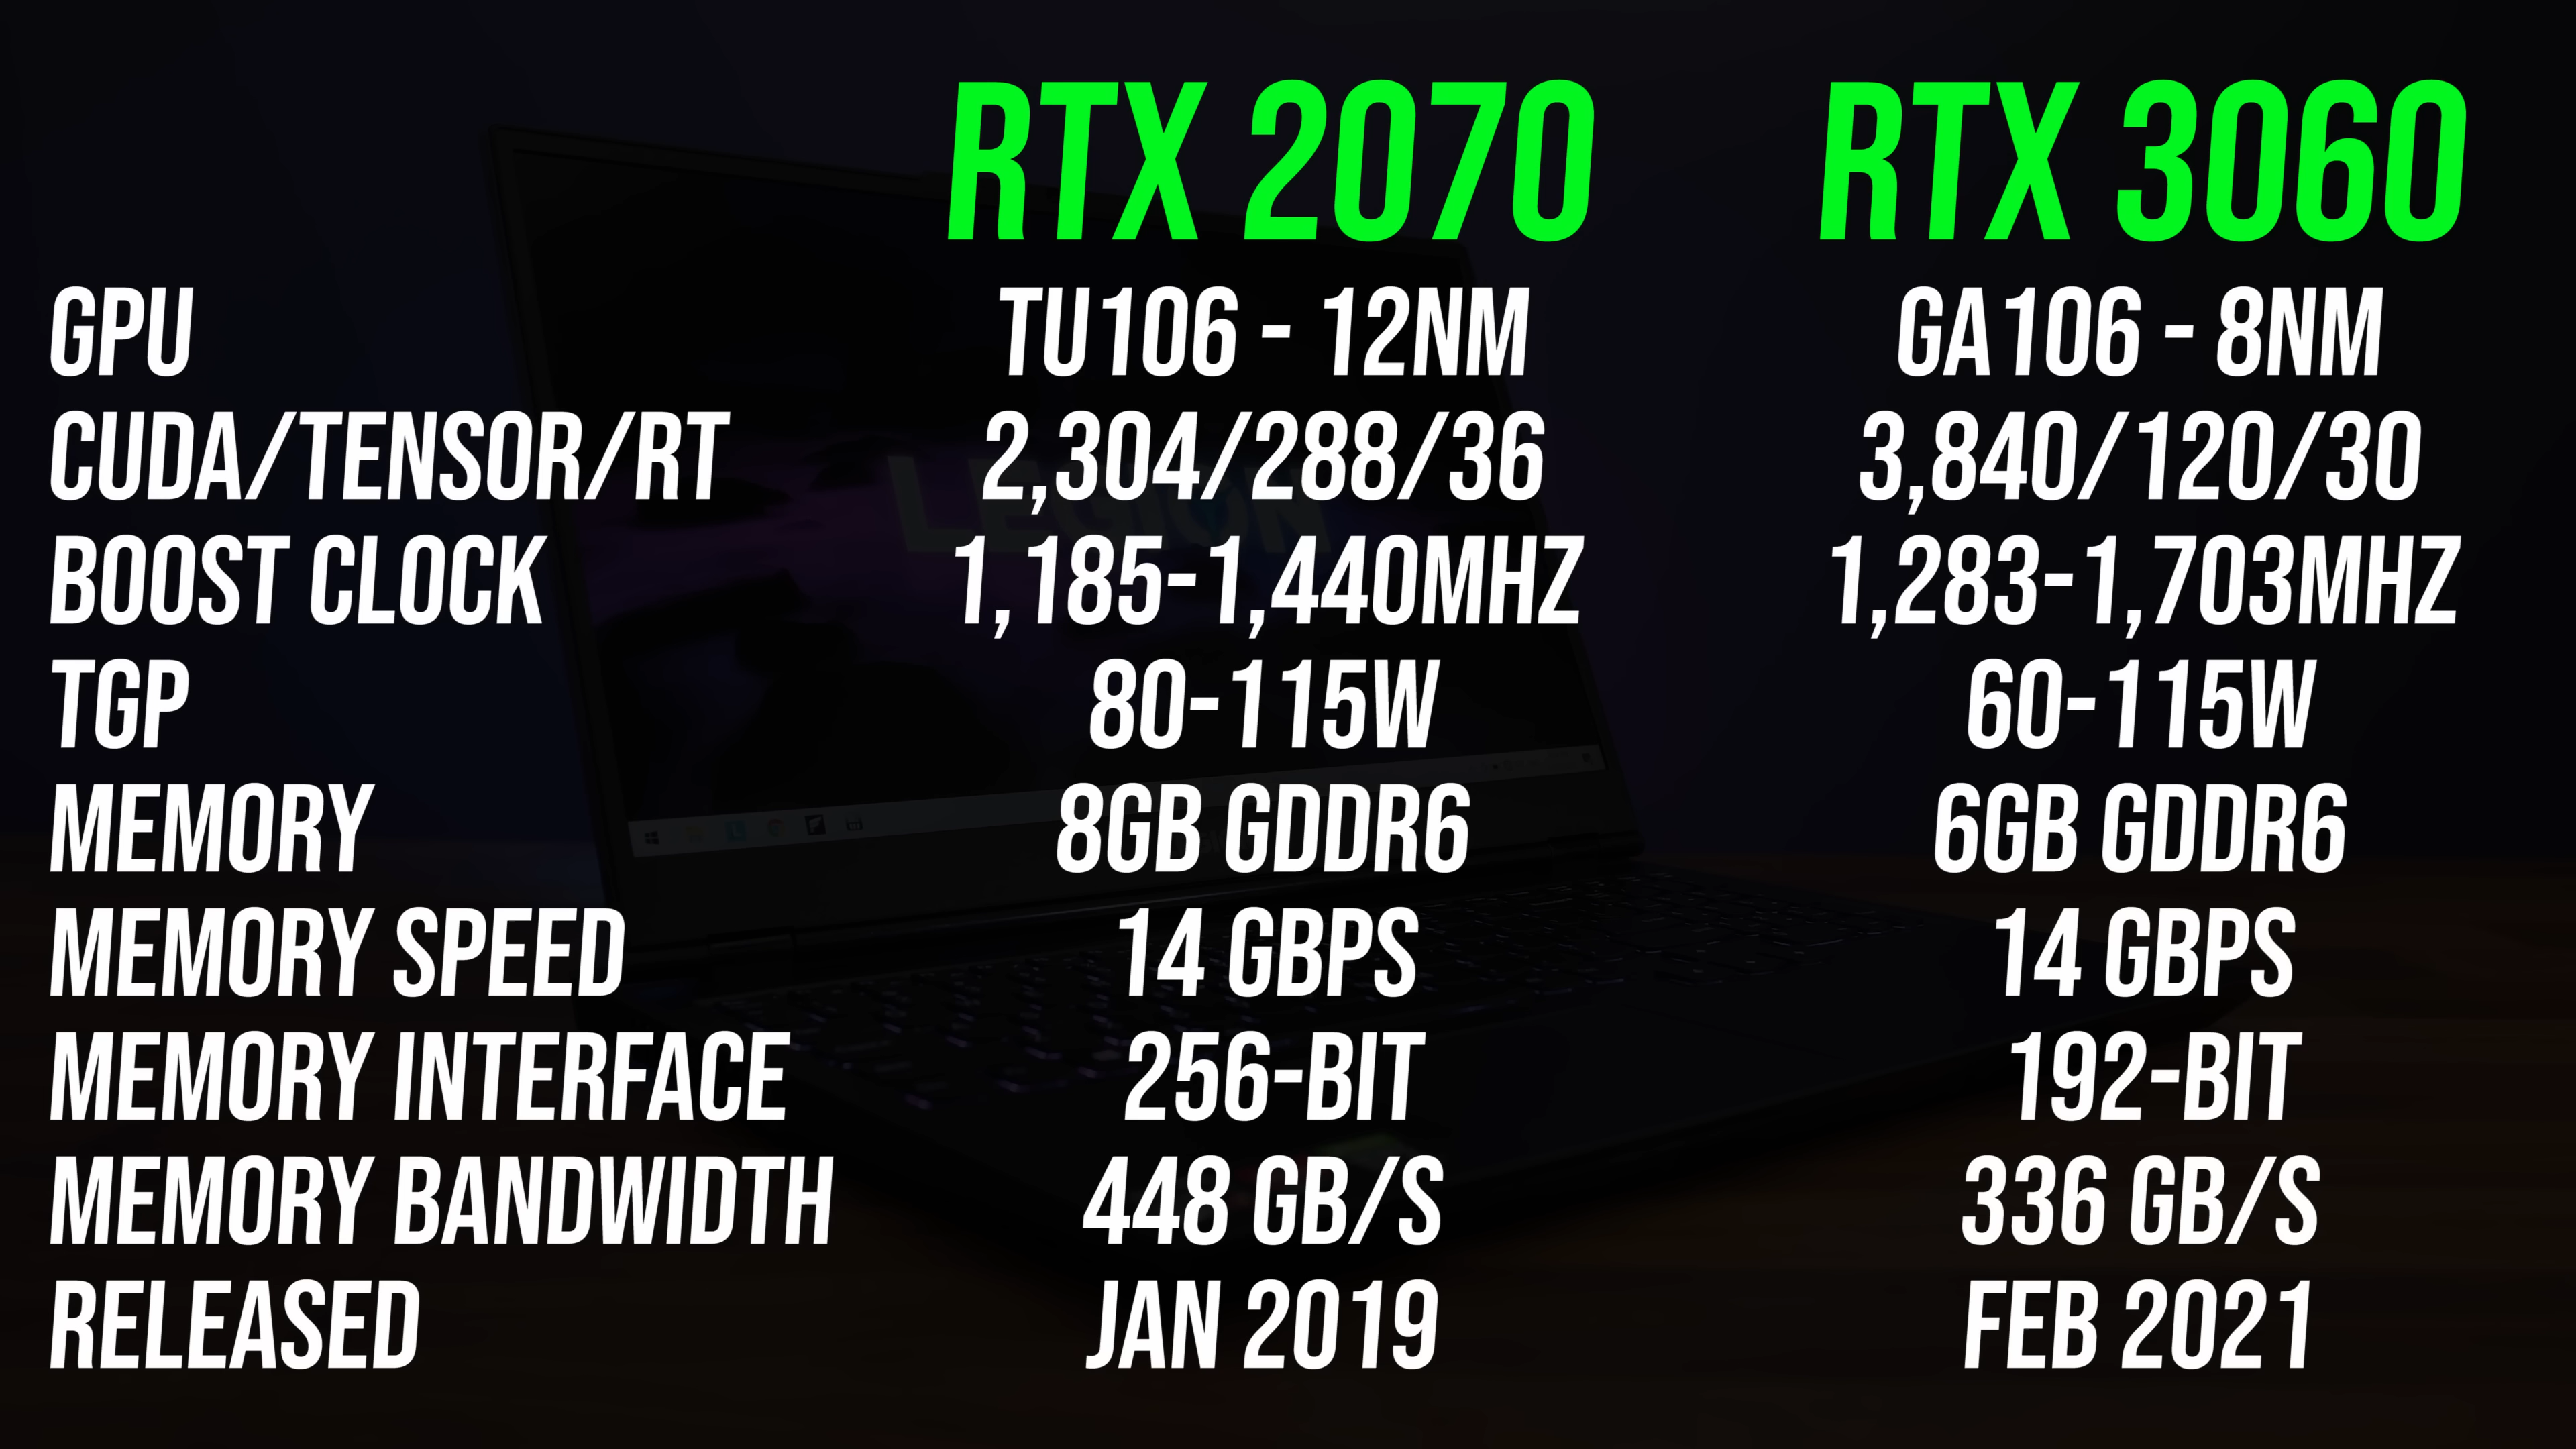 RTX 2070 RTX 3060
GPU TU106 - 12NM GA106 - 8NM
CUDA/TENSOR/RT 2,304/288/36 3,840/120/30
BOOST CLOCK 1,185-1,440MHZ 1,283-1,703MHZ
TGP 80-115W 60-115W
MEMORY 8GB GDDR6 6GB GDDR6
MEMORY SPEED 14 GBPS 14 GBPS
MEMORY INTERFACE 256-BIT 192-BIT
MEMORY BANDWIDTH 448 GB/S 336 GB/S
RELEASED JAN 2019 FEB 2021
LEGION